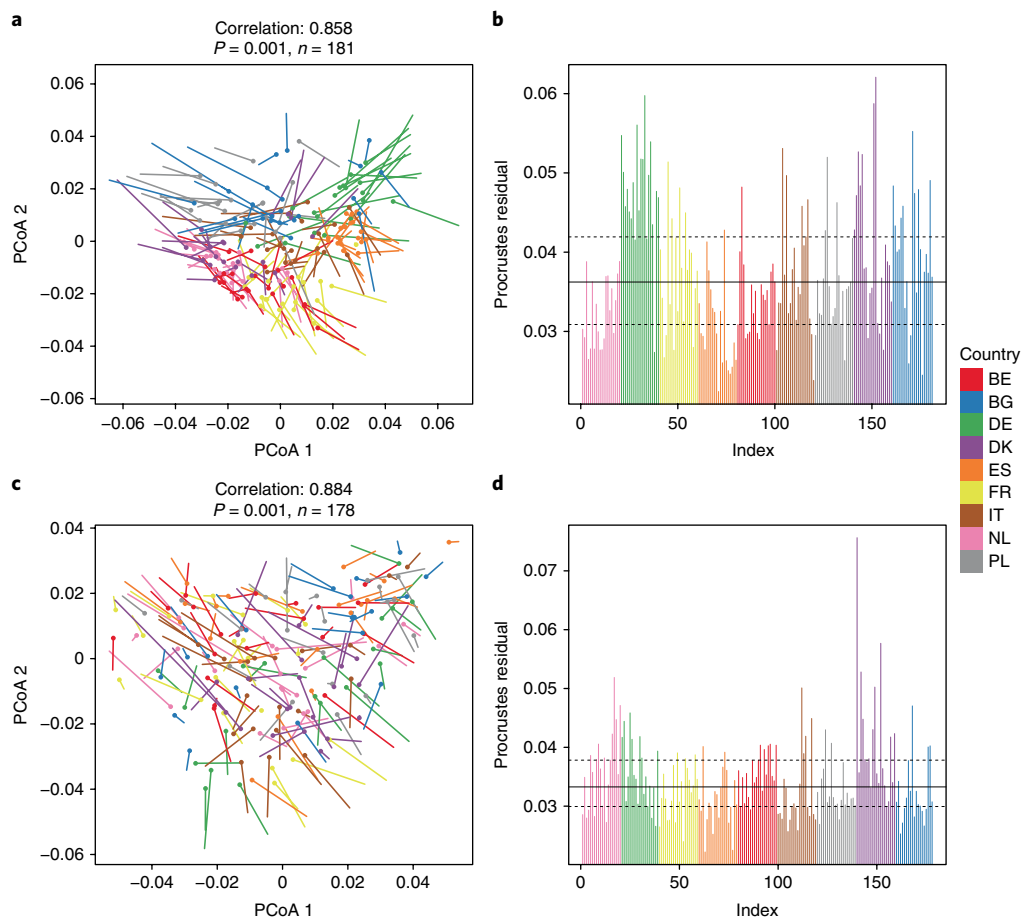 a
Correlation: 0.858
P = 0.001, n = 181
0.06
0.04
0.02
0
−0.02
−0.04
−0.06
PCoA 2
−0.06 −0.04 −0.02 0 0.02 0.04 0.06
PCoA 1
b
0.06
0.05
0.04
0.03
Procrustes residual
0 50 100 150
Index
Country
BE
BG
DE
DK
ES
FR
IT
NL
PL
c
Correlation: 0.884
P = 0.001, n = 178
0.04
0.02
0
−0.02
−0.04
−0.06
PCoA 2
−0.04 −0.02 0 0.02 0.04
PCoA 1
d
0.07
0.06
0.05
0.04
0.03
Procrustes residual
0 50 100 150
Index